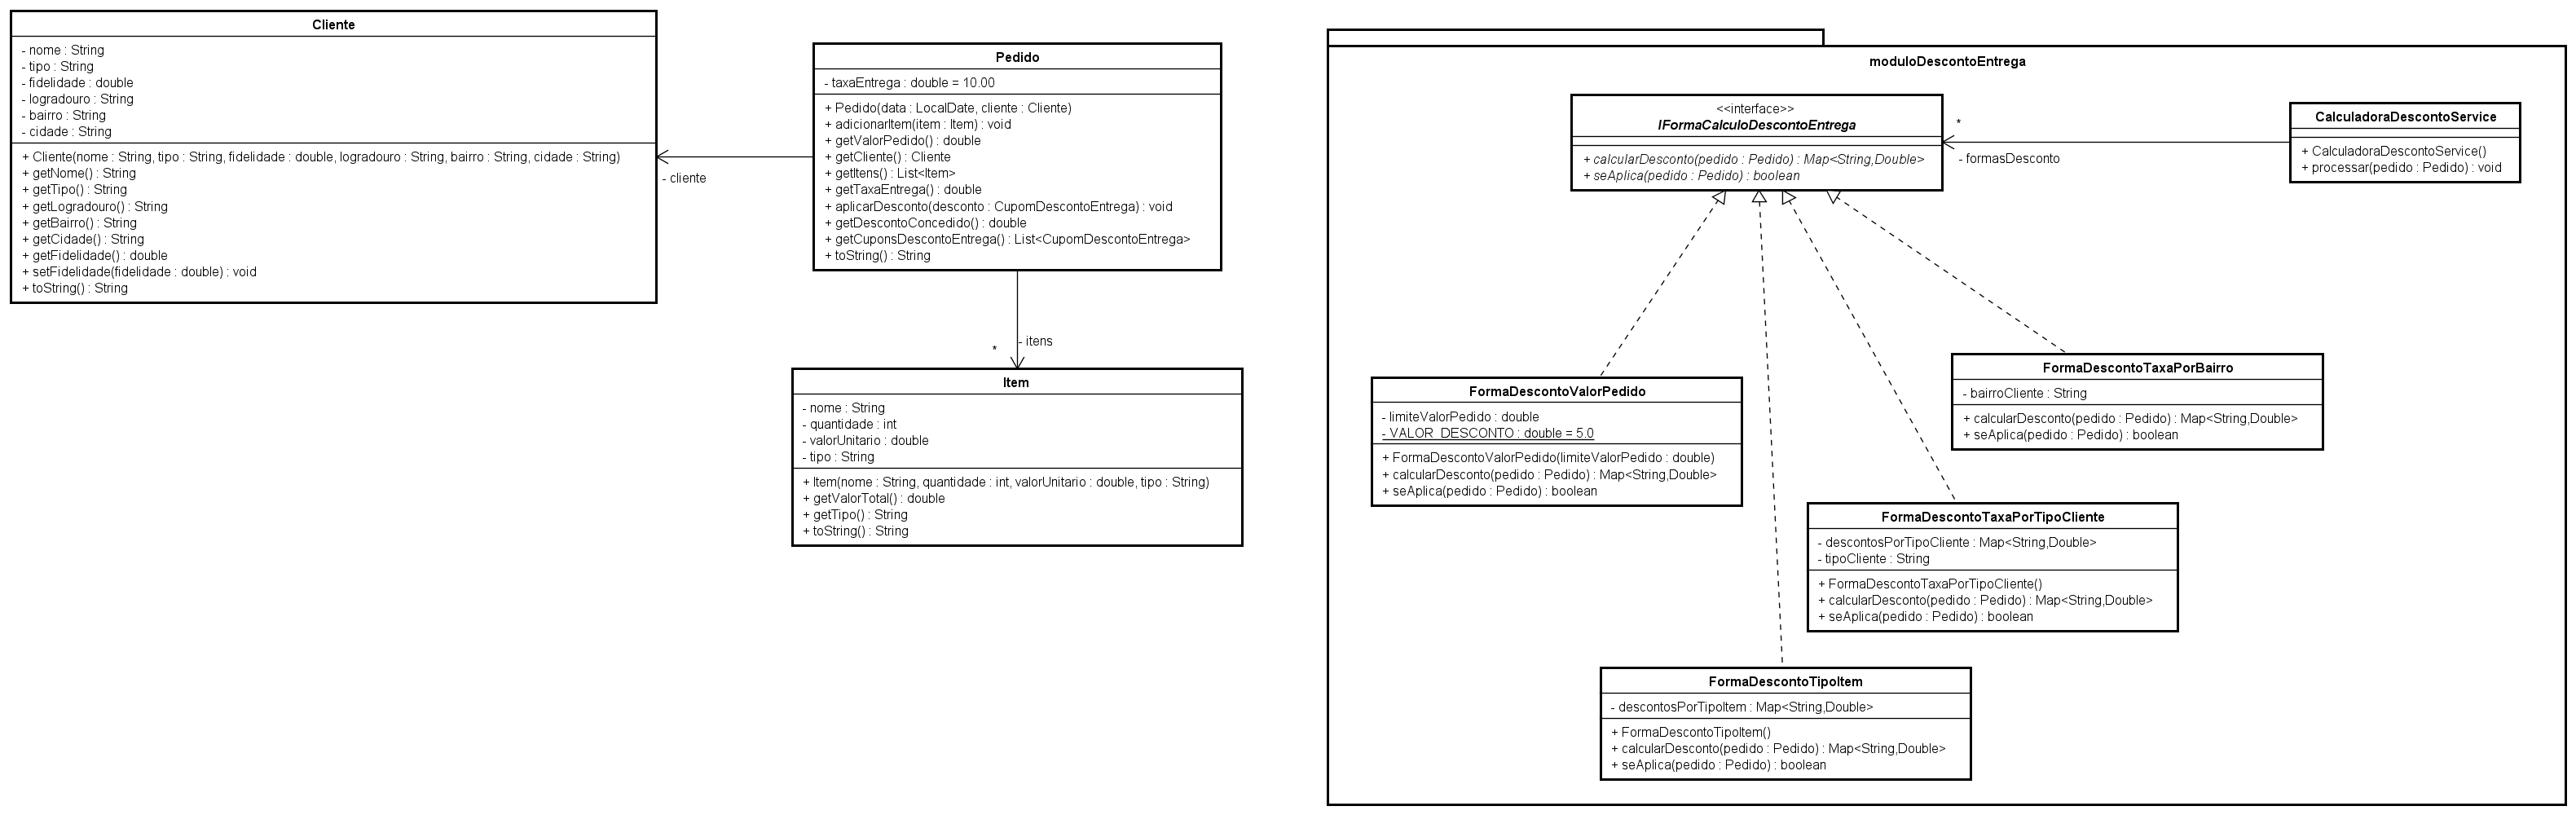 Cliente
- nome : String
- tipo : String
- fidelidade : double
- logradouro : String
- bairro : String
- cidade : String
+ Cliente(nome : String, tipo : String, fidelidade : double, logradouro : String, bairro : String, cidade : String)
+ getNome() : String
+ getTipo() : String
+ getLogradouro() : String
+ getBairro() : String
+ getCidade() : String
+ getFidelidade() : double
+ setFidelidade(fidelidade : double) : void
+ toString() : String
- cliente
Pedido
- taxaEntrega : double = 10.00
+ Pedido(data : LocalDate, cliente : Cliente)
+ adicionarItem(item : Item) : void
+ getValorPedido() : double
+ getCliente() : Cliente
+ getItens() : List<Item>
+ getTaxaEntrega() : double
+ aplicarDesconto(desconto : CupomDescontoEntrega) : void
+ getDescontoConcedido() : double
+ getCuponsDescontoEntrega() : List<CupomDescontoEntrega>
+ toString() : String
- itens
*
Item
- nome : String
- quantidade : int
- valorUnitario : double
- tipo : String
+ Item(nome : String, quantidade : int, valorUnitario : double, tipo : String)
+ getValorTotal() : double
+ getTipo() : String
+ toString() : String
moduloDescontoEntrega
<<interface>>
IFormaCalculoDescontoEntrega
+ calcularDesconto(pedido : Pedido) : Map<String,Double>
+ seAplica(pedido : Pedido) : boolean
*
- formasDesconto
CalculadoraDescontoService
+ CalculadoraDescontoService()
+ processar(pedido : Pedido) : void
FormaDescontoValorPedido
- limiteValorPedido : double
- VALOR_DESCONTO : double = 5.0
+ FormaDescontoValorPedido(limiteValorPedido : double)
+ calcularDesconto(pedido : Pedido) : Map<String,Double>
+ seAplica(pedido : Pedido) : boolean
FormaDescontoTaxaPorBairro
- bairroCliente : String
+ calcularDesconto(pedido : Pedido) : Map<String,Double>
+ seAplica(pedido : Pedido) : boolean
FormaDescontoTaxaPorTipoCliente
- descontosPorTipoCliente : Map<String,Double>
- tipoCliente : String
+ FormaDescontoTaxaPorTipoCliente()
+ calcularDesconto(pedido : Pedido) : Map<String,Double>
+ seAplica(pedido : Pedido) : boolean
FormaDescontoTipoItem
- descontosPorTipoItem : Map<String,Double>
+ FormaDescontoTipoItem()
+ calcularDesconto(pedido : Pedido) : Map<String,Double>
+ seAplica(pedido : Pedido) : boolean